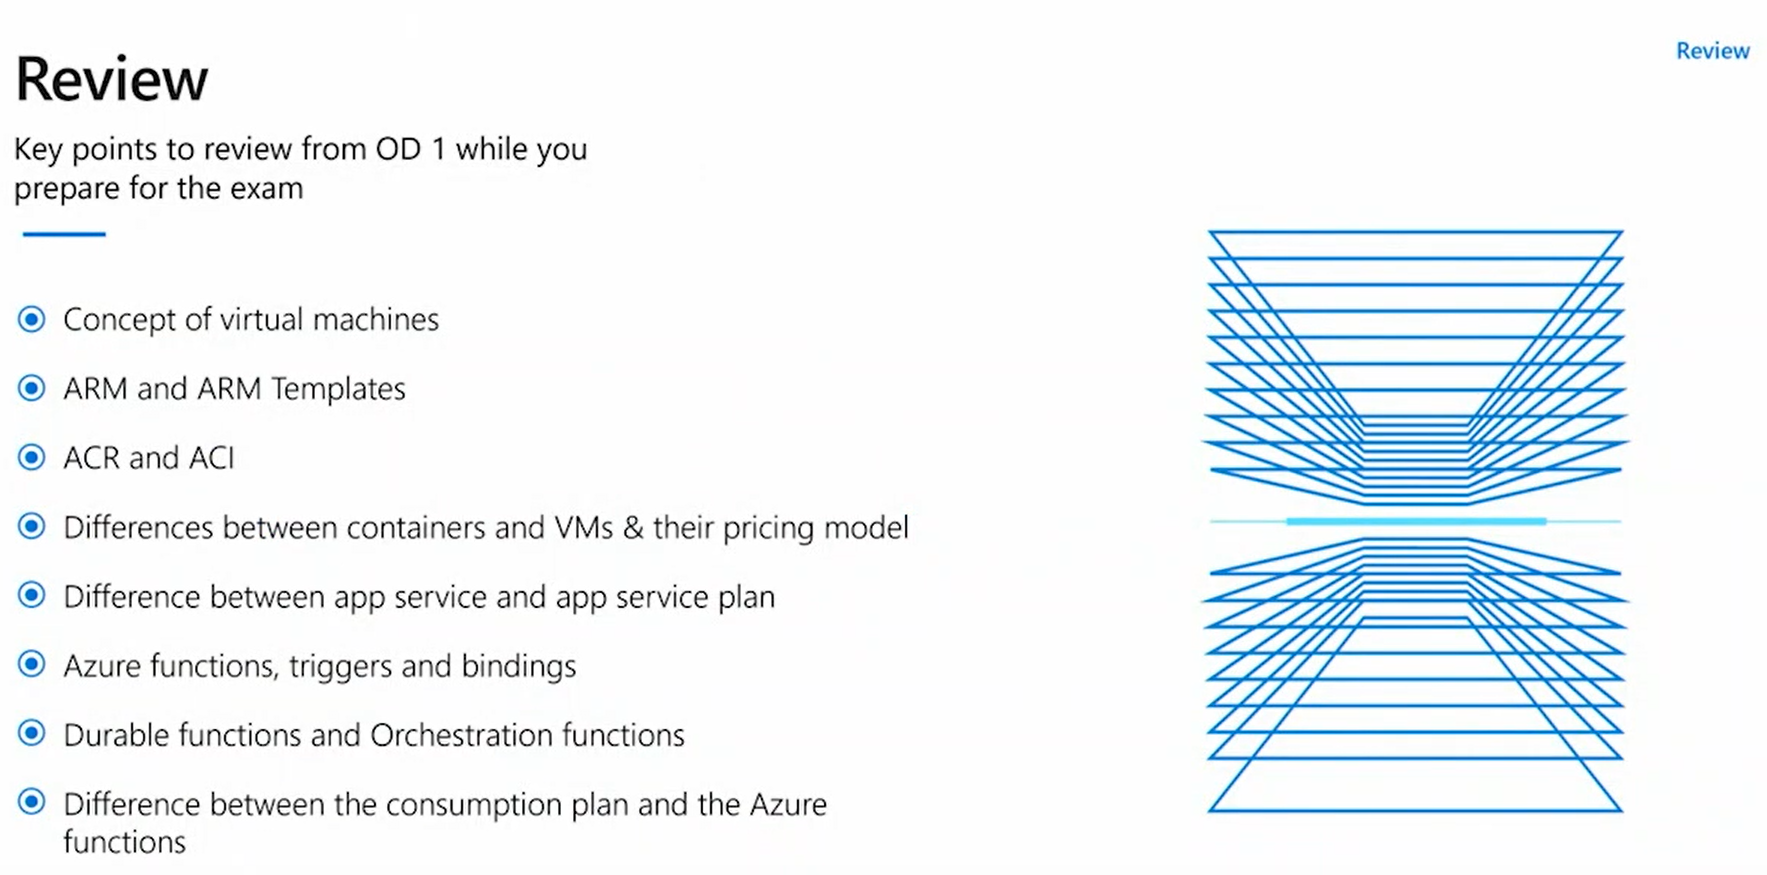 Review
Review
Key points to review from OD 1 while you
prepare for the exam
Concept of virtual machines
ARM and ARM Templates
ACR and ACI
Differences between containers and VMs & their pricing model
Difference between app service and app service plan
Azure functions, triggers and bindings
Durable functions and Orchestration functions
Difference between the consumption plan and the Azure
functions